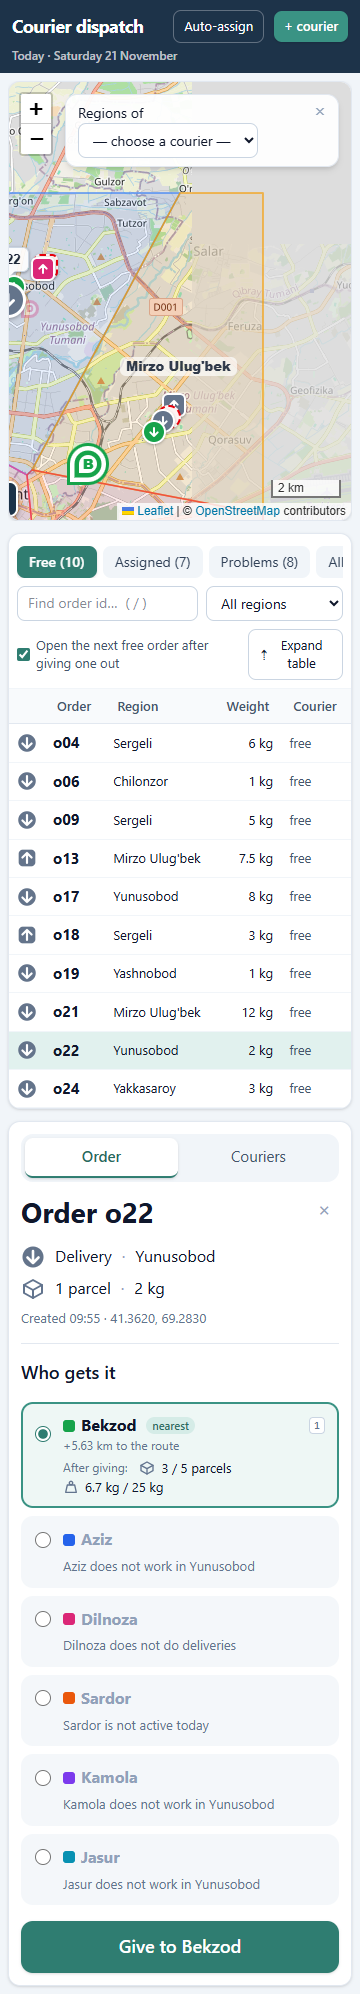 Courier dispatch
Auto-assign
+ courier
Today · Saturday 21 November
+
−
Regions of
×
— choose a courier —
Gulzor
Sabzavot
Tutzor
22
Salar
D001
Yunusobod
Tumani
Feruza
Mirzo Ulug'bek
Geofizika
Qorasuv
B
2 km
Leaflet | © OpenStreetMap contributors
Free (10)
Assigned (7)
Problems (8)
All
Find order id... ( / )
All regions
Open the next free order after
giving one out
⇡ Expand
table
Order Region Weight Courier
o04 Sergeli 6 kg free
o06 Chilonzor 1 kg free
o09 Sergeli 5 kg free
o13 Mirzo Ulug'bek 7.5 kg free
o17 Yunusobod 8 kg free
o18 Sergeli 3 kg free
o19 Yashnobod 1 kg free
o21 Mirzo Ulug'bek 12 kg free
o22 Yunusobod 2 kg free
o24 Yakkasaroy 3 kg free
Order
Couriers
Order o22
×
Delivery · Yunusobod
1 parcel · 2 kg
Created 09:55 · 41.3620, 69.2830
Who gets it
Bekzod nearest 1
+5.63 km to the route
After giving: 3 / 5 parcels
6.7 kg / 25 kg
Aziz
Aziz does not work in Yunusobod
Dilnoza
Dilnoza does not do deliveries
Sardor
Sardor is not active today
Kamola
Kamola does not work in Yunusobod
Jasur
Jasur does not work in Yunusobod
Give to Bekzod